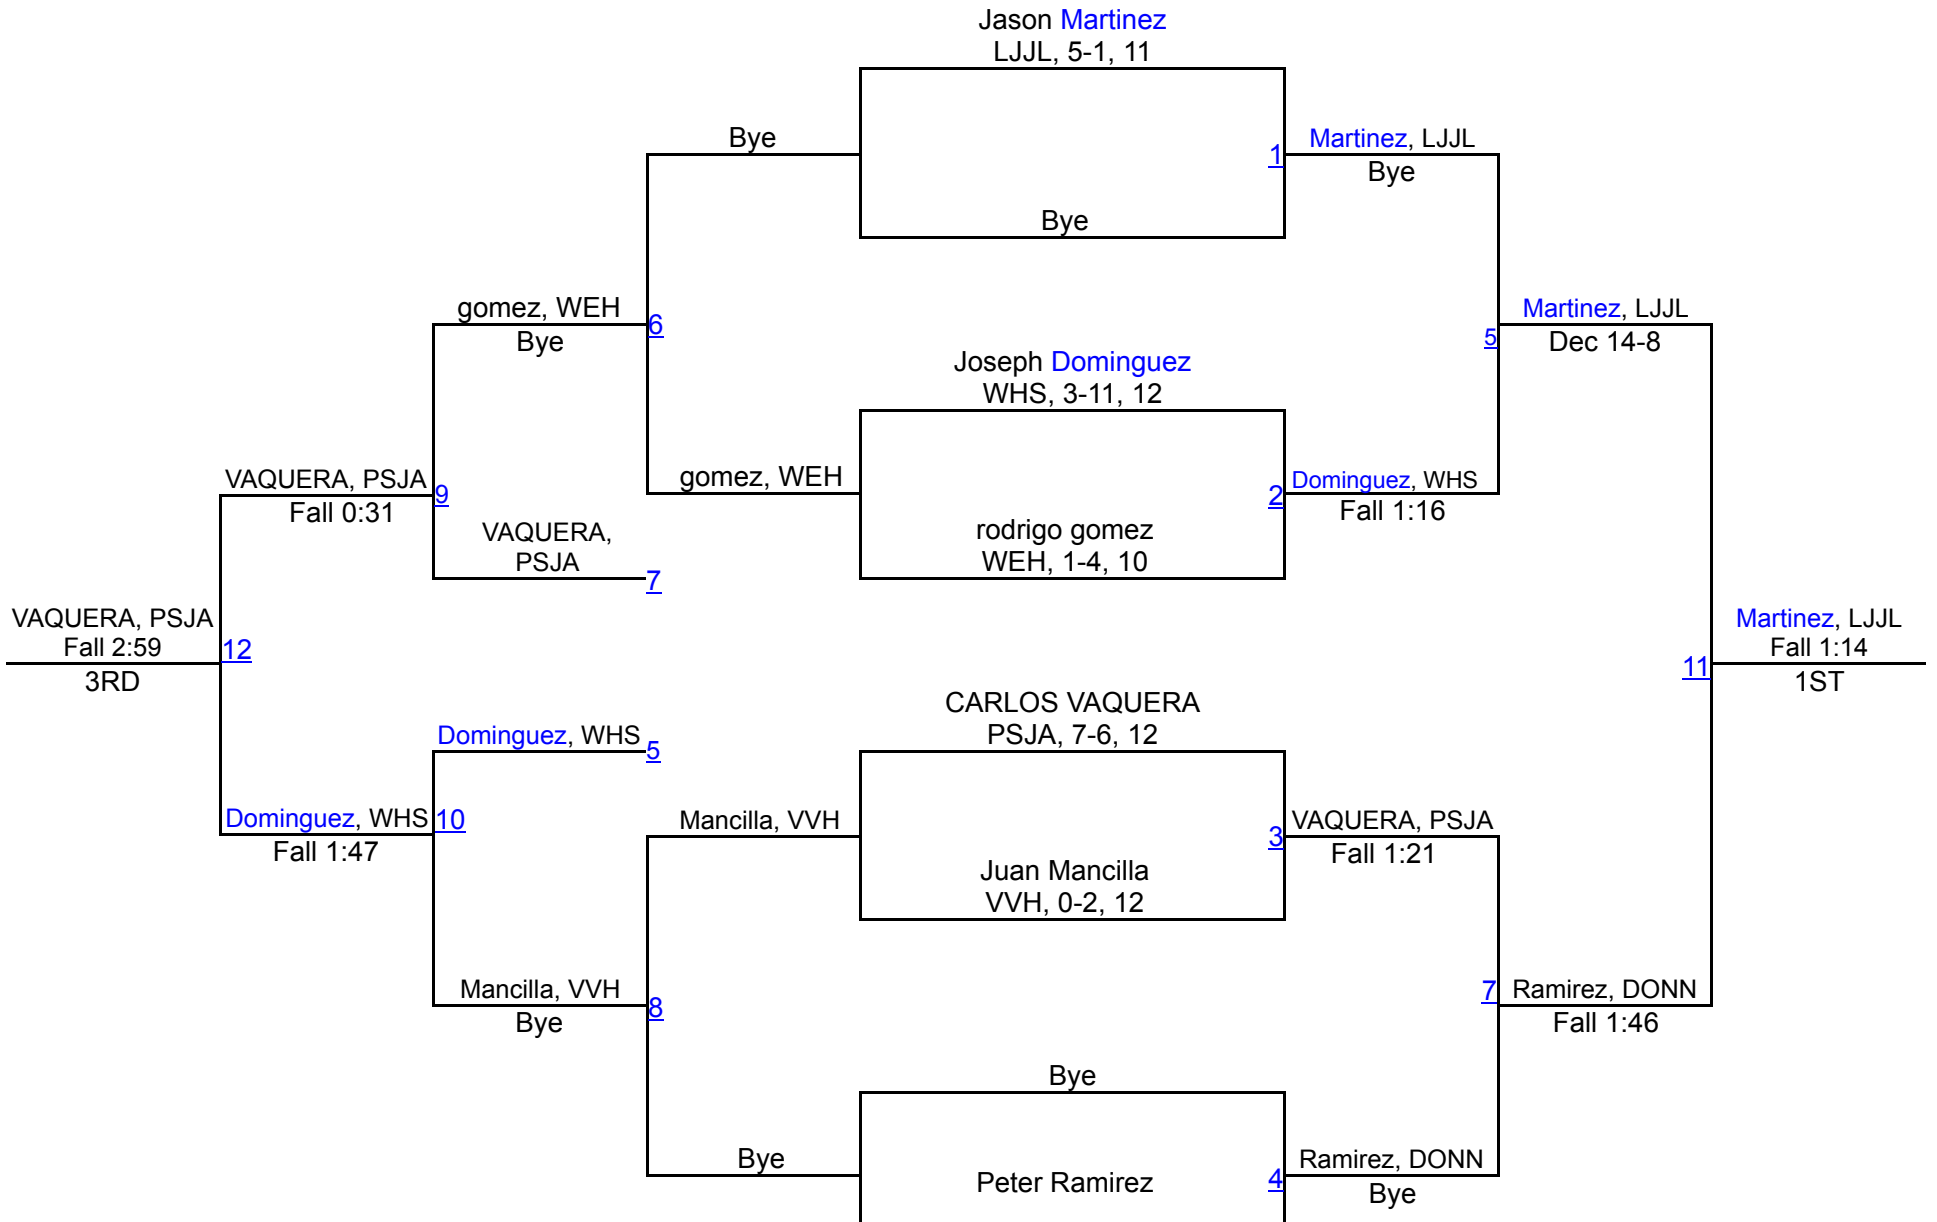 Jason Martinez
LJJL, 5-1, 11
Bye
1
Martinez, LJJL
Bye
Bye
gomez, WEH
Bye
6
Martinez, LJJL
Dec 14-8
5
Joseph Dominguez
WHS, 3-11, 12
VAQUERA, PSJA
Fall 0:31
9
gomez, WEH
2
Dominguez, WHS
Fall 1:16
VAQUERA,
PSJA
7
rodrigo gomez
WEH, 1-4, 10
VAQUERA, PSJA
Fall 2:59
3RD
12
11
Martinez, LJJL
Fall 1:14
1ST
CARLOS VAQUERA
PSJA, 7-6, 12
Dominguez, WHS
5
Dominguez, WHS
Fall 1:47
10
Mancilla, VVH
3
VAQUERA, PSJA
Fall 1:21
Juan Mancilla
VVH, 0-2, 12
Mancilla, VVH
Bye
8
7
Ramirez, DONN
Fall 1:46
Bye
Bye
Peter Ramirez
4
Ramirez, DONN
Bye